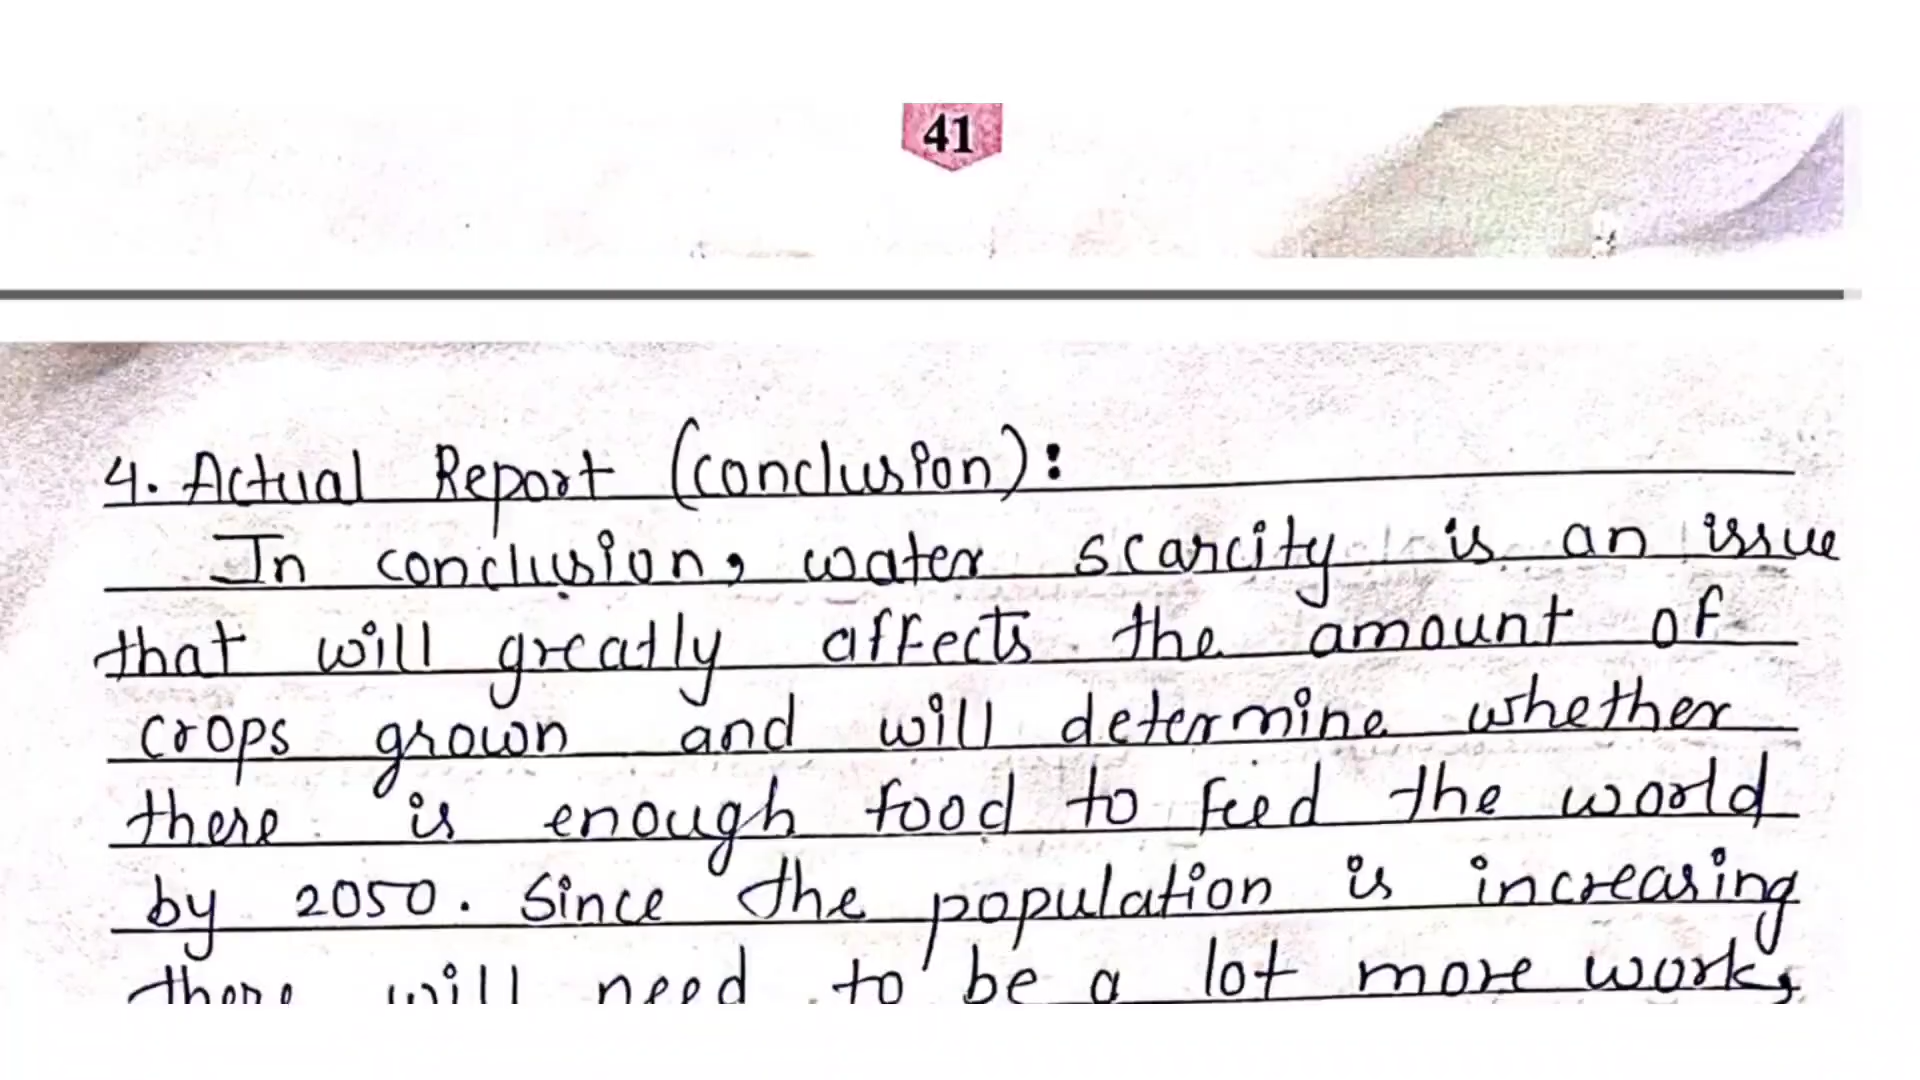 41
4. Actual Report (conclusion):
In conclusion, water scarcity is an issue
that will greatly affects the amount of
crops grown and will determine whether
there is enough food to feed the world
by 2050. Since the population is increasing
there will need to be a lot more work,